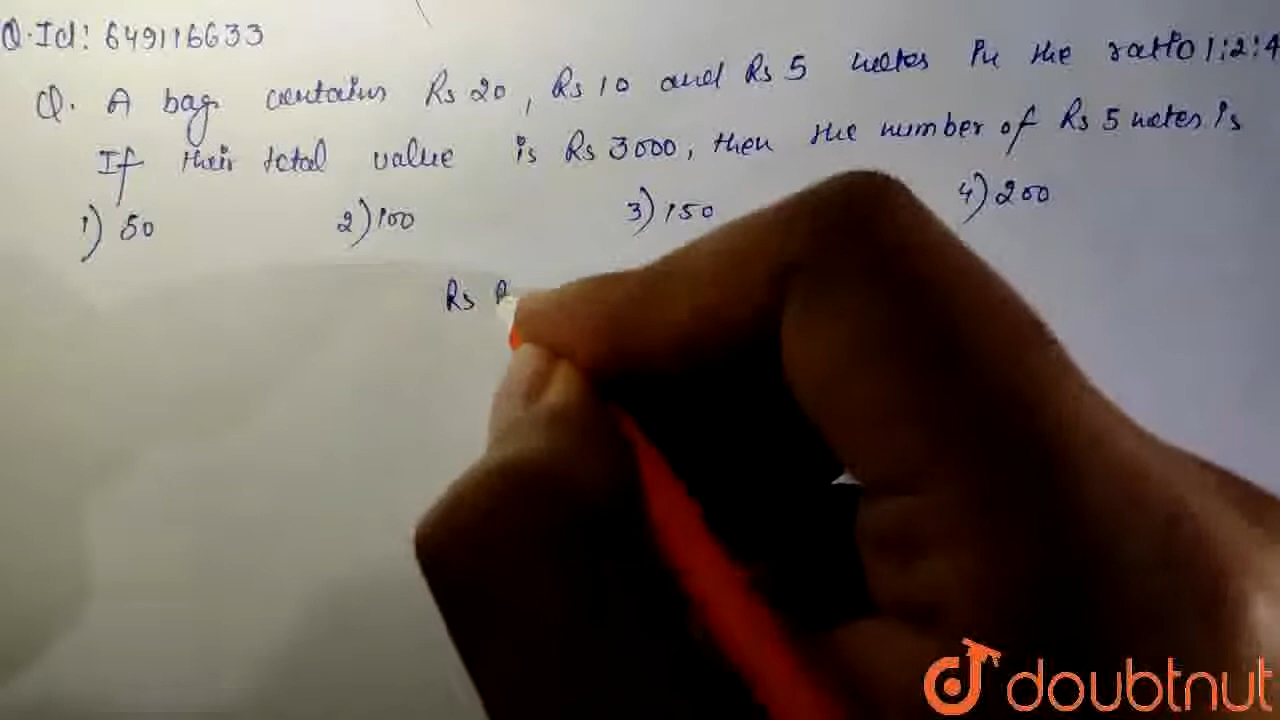 Q.Id: 649116633
Q. A bag contains Rs 20, Rs 10 and Rs 5 notes in the ratio 1:2:4
If their total value is Rs 3000, then the number of Rs 5 notes is
1) 50 2) 100 3) 150 4) 200
Rs
doubtnut